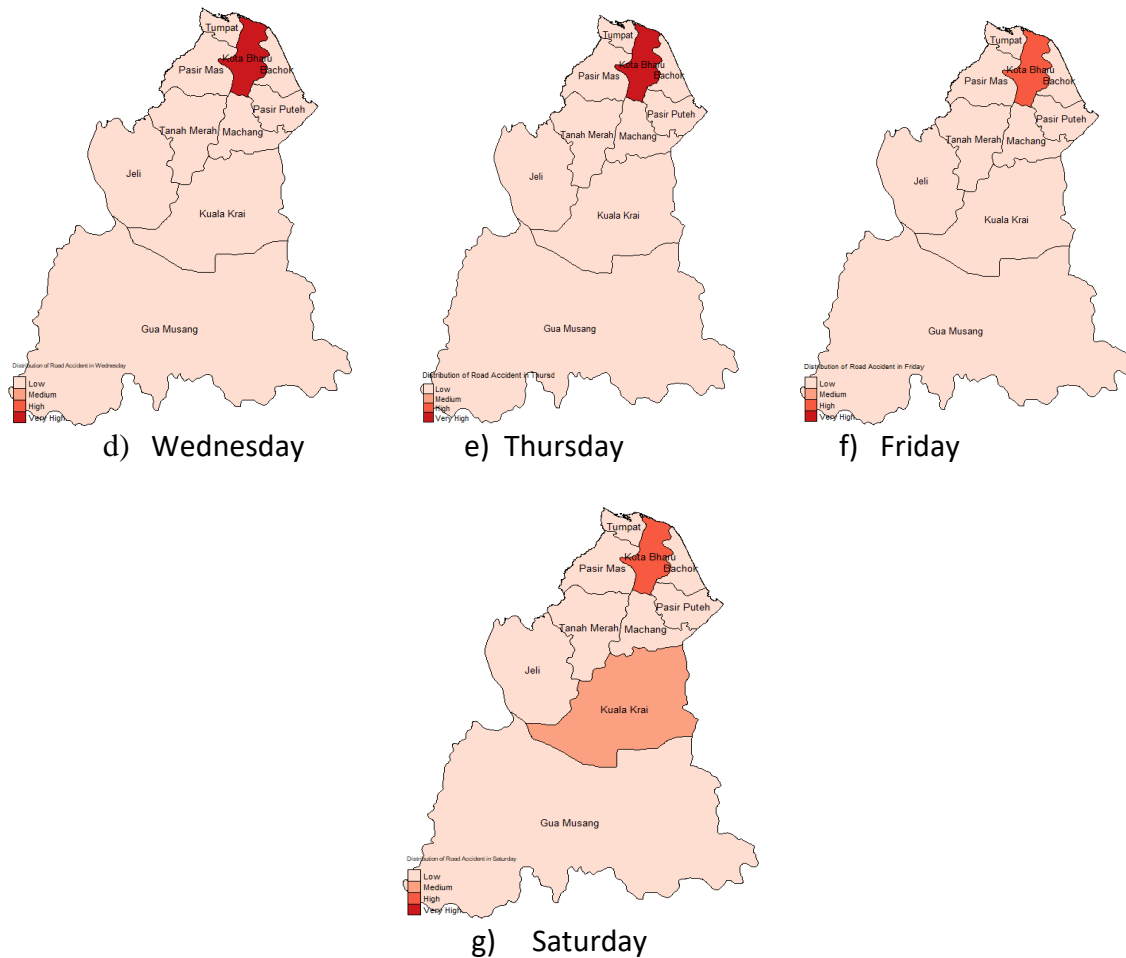 Tumpat
Kota Bharu
Pasir Mas
Bachok
Pasir Puteh
Tanah Merah
Machang
Jeli
Kuala Krai
Gua Musang
Distribution of Road Accident in Wednesday
Low
Medium
High
Very High
d) Wednesday
Tumpat
Kota Bharu
Pasir Mas
Bachok
Pasir Puteh
Tanah Merah
Machang
Jeli
Kuala Krai
Gua Musang
Distribution of Road Accident in Thursd
Low
Medium
High
Very High
e) Thursday
Tumpat
Kota Bharu
Pasir Mas
Bachok
Pasir Puteh
Tanah Merah
Machang
Jeli
Kuala Krai
Gua Musang
Distribution of Road Accident in Friday
Low
Medium
High
Very High
f) Friday
Tumpat
Kota Bharu
Pasir Mas
Bachok
Pasir Puteh
Tanah Merah
Machang
Jeli
Kuala Krai
Gua Musang
Distribution of Road Accident in Saturday
Low
Medium
High
Very High
g) Saturday